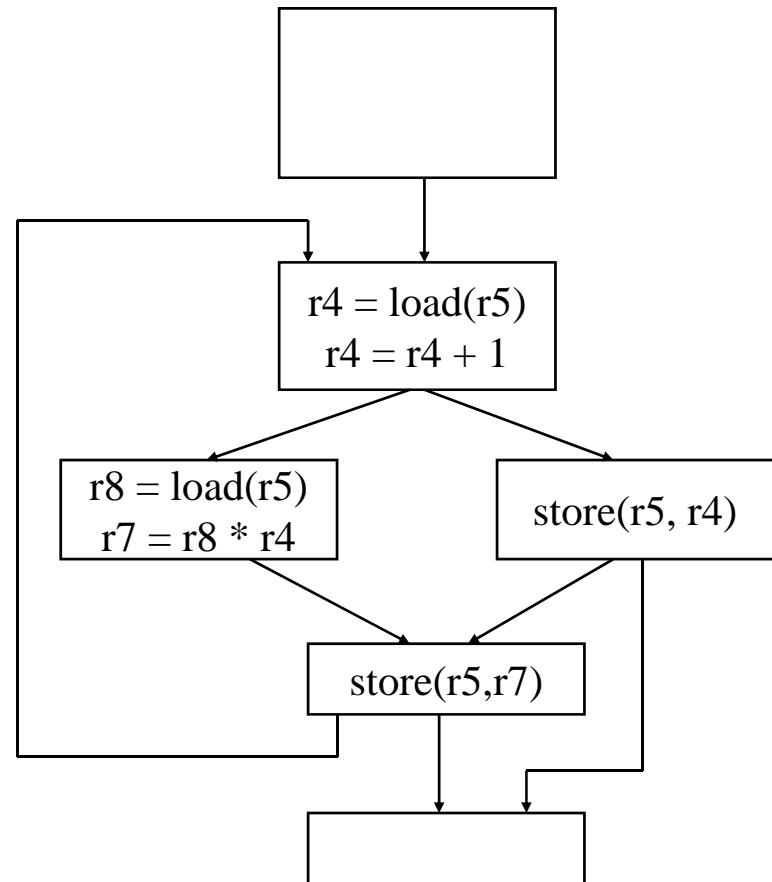 r4 = load(r5)
r4 = r4 + 1
r8 = load(r5)
r7 = r8 * r4
store(r5, r4)
store(r5,r7)